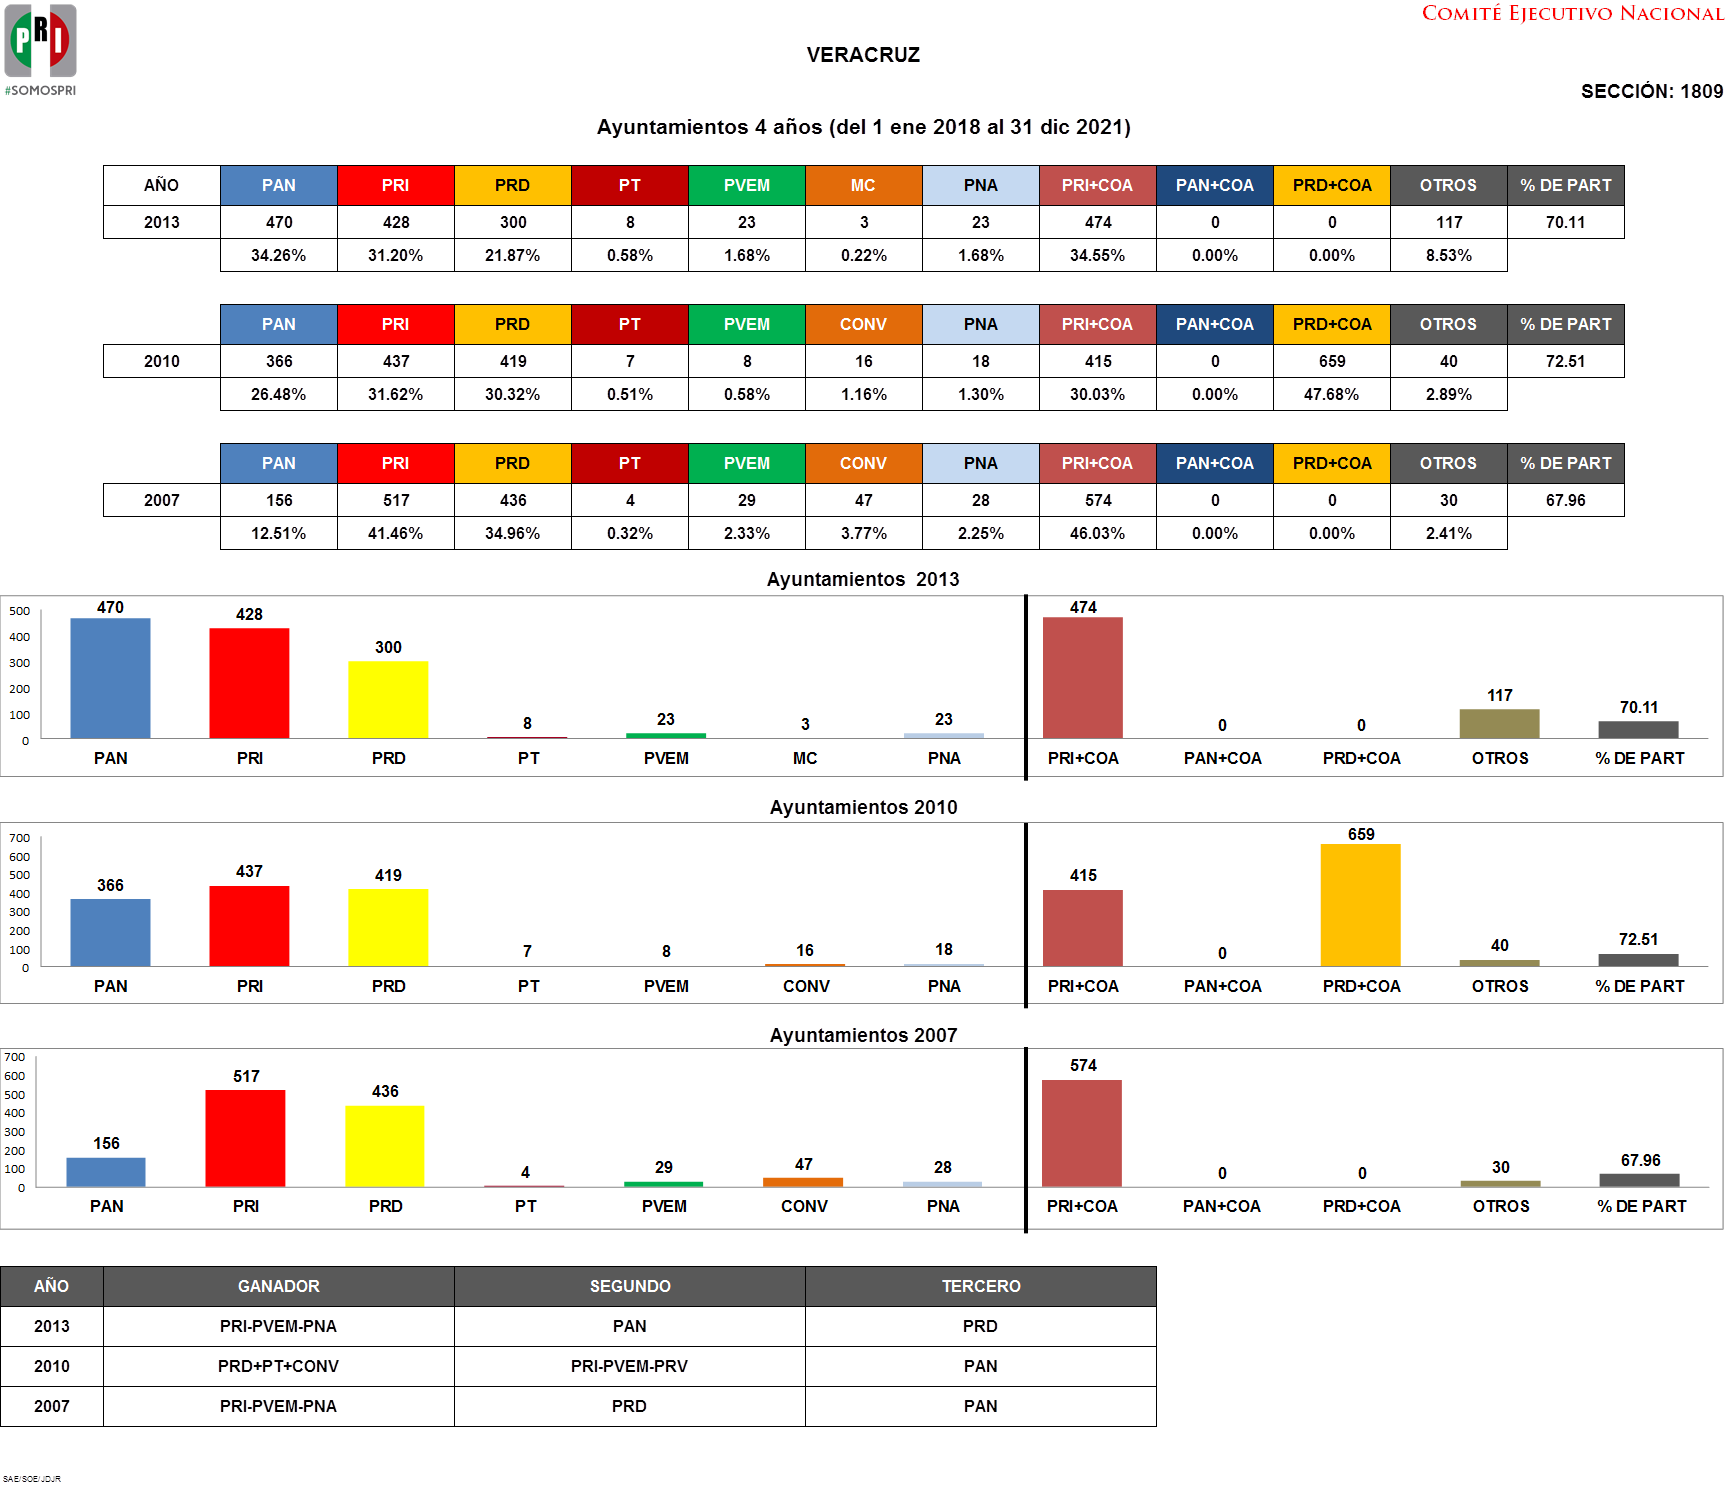 COMITÉ EJECUTIVO NACIONAL
PRI
#SOMOSPRI
VERACRUZ
SECCIÓN: 1809
Ayuntamientos 4 años (del 1 ene 2018 al 31 dic 2021)
AÑO PAN PRI PRD PT PVEM MC PNA PRI+COA PAN+COA PRD+COA OTROS % DE PART
2013 470 428 300 8 23 3 23 474 0 0 117 70.11
34.26% 31.20% 21.87% 0.58% 1.68% 0.22% 1.68% 34.55% 0.00% 0.00% 8.53%
PAN PRI PRD PT PVEM CONV PNA PRI+COA PAN+COA PRD+COA OTROS % DE PART
2010 366 437 419 7 8 16 18 415 0 659 40 72.51
26.48% 31.62% 30.32% 0.51% 0.58% 1.16% 1.30% 30.03% 0.00% 47.68% 2.89%
PAN PRI PRD PT PVEM CONV PNA PRI+COA PAN+COA PRD+COA OTROS % DE PART
2007 156 517 436 4 29 47 28 574 0 0 30 67.96
12.51% 41.46% 34.96% 0.32% 2.33% 3.77% 2.25% 46.03% 0.00% 0.00% 2.41%
Ayuntamientos 2013
500
400
300
200
100
0
470 428 300 8 23 3 23 474 0 0 117 70.11
PAN PRI PRD PT PVEM MC PNA PRI+COA PAN+COA PRD+COA OTROS % DE PART
Ayuntamientos 2010
700
600
500
400
300
200
100
0
366 437 419 7 8 16 18 415 0 659 40 72.51
PAN PRI PRD PT PVEM CONV PNA PRI+COA PAN+COA PRD+COA OTROS % DE PART
Ayuntamientos 2007
700
600
500
400
300
200
100
0
156 517 436 4 29 47 28 574 0 0 30 67.96
PAN PRI PRD PT PVEM CONV PNA PRI+COA PAN+COA PRD+COA OTROS % DE PART
AÑO GANADOR SEGUNDO TERCERO
2013 PRI-PVEM-PNA PAN PRD
2010 PRD+PT+CONV PRI-PVEM-PRV PAN
2007 PRI-PVEM-PNA PRD PAN
SAE/SOE/JDJR